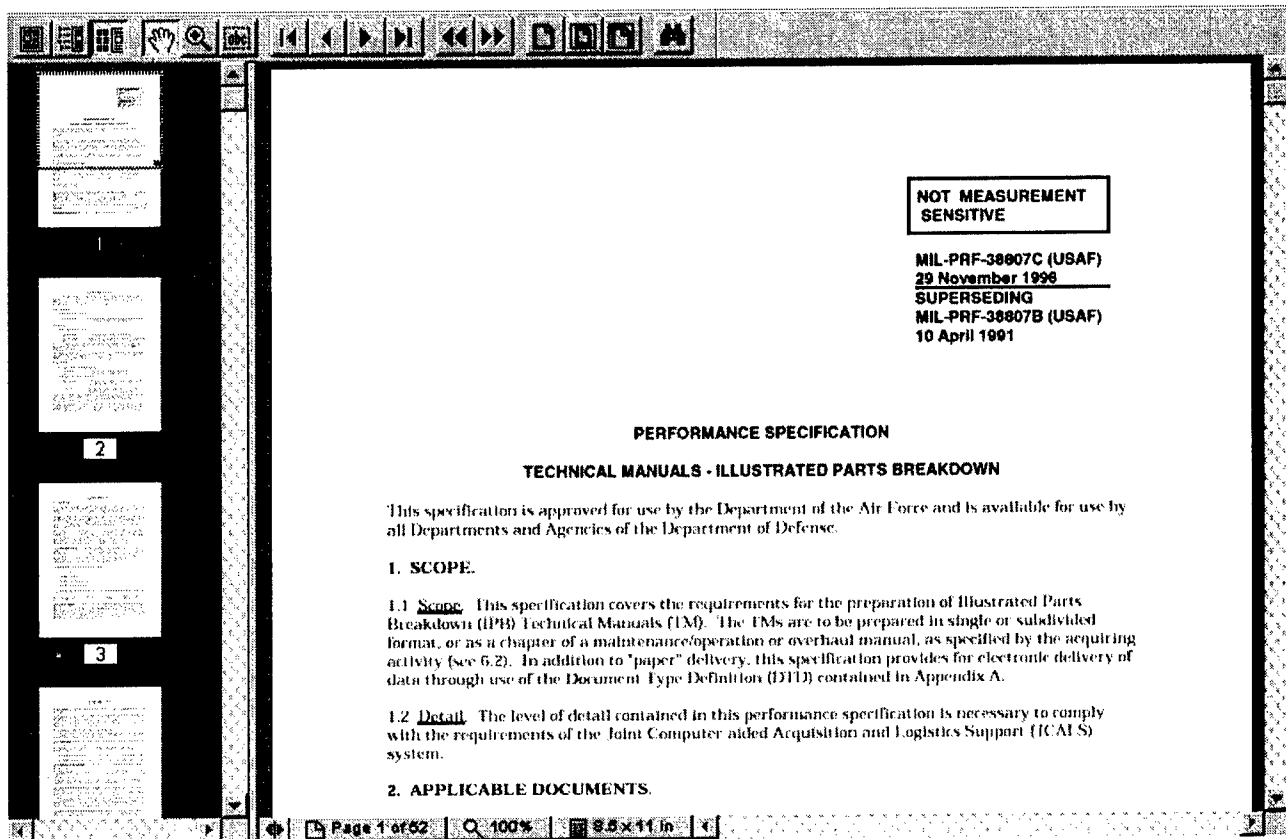 abc
1
2
3
NOT MEASUREMENT
SENSITIVE
MIL-PRF-38807C (USAF)
29 November 1996
SUPERSEDING
MIL-PRF-38807B (USAF)
10 April 1991
PERFORMANCE SPECIFICATION
TECHNICAL MANUALS - ILLUSTRATED PARTS BREAKDOWN
This specification is approved for use by the Department of the Air Force and is available for use by
all Departments and Agencies of the Department of Defense.
1. SCOPE.
1.1 Scope. This specification covers the requirements for the preparation of Illustrated Parts
Breakdown (IPB) Technical Manuals (TM). The TMs are to be prepared in single or subdivided
format, or as a chapter of a maintenance/operation or overhaul manual, as specified by the acquiring
activity (see 6.2). In addition to "paper" delivery, this specification provides for electronic delivery of
data through use of the Document Type Definition (DTD) contained in Appendix A.
1.2 Detail. The level of detail contained in this performance specification is necessary to comply
with the requirements of the Joint Computer aided Acquisition and Logistics Support (JCALS)
system.
2. APPLICABLE DOCUMENTS.
Page 1 of 52
100%
8.5 x 11 in